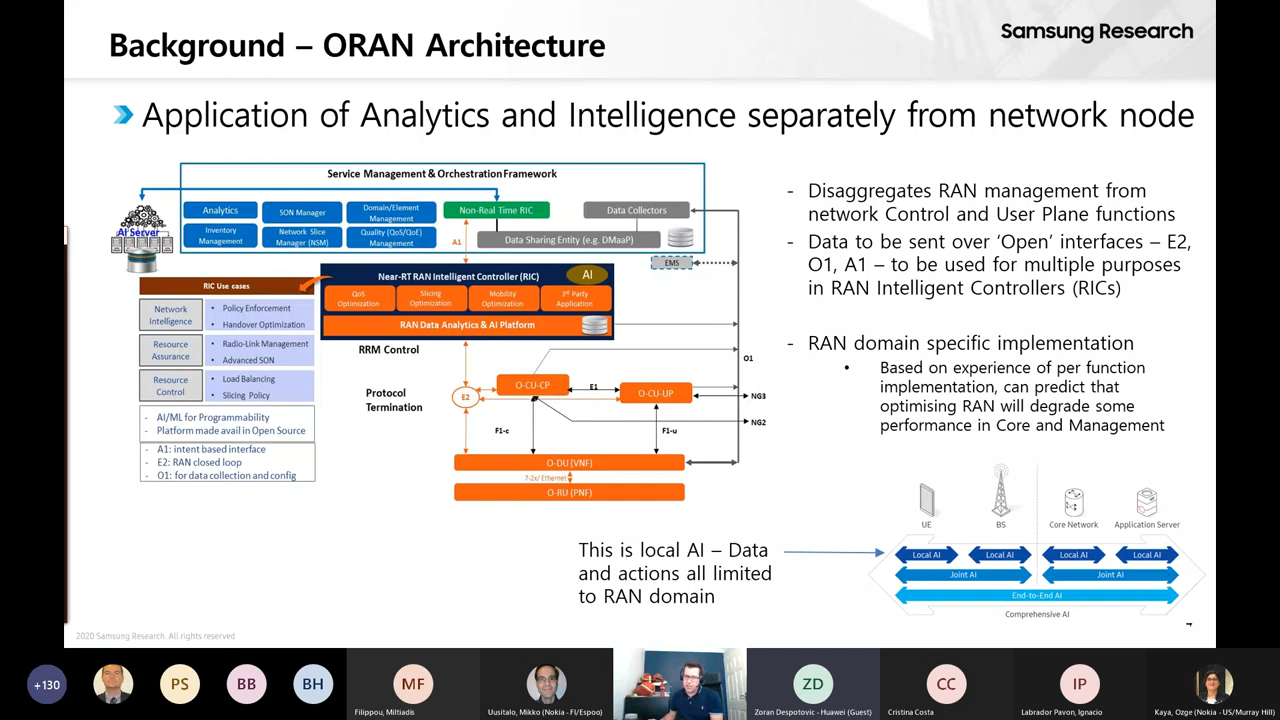 Background – ORAN Architecture
Samsung Research
Application of Analytics and Intelligence separately from network node
Service Management & Orchestration Framework
AI Server
Analytics
SON Manager
Domain/Element
Management
Non-Real Time RIC
Data Collectors
Inventory
Management
Network Slice
Manager (NSM)
Quality (QoS/QoE)
Management
A1
Data Sharing Entity (e.g. DMaaP)
EMS
Near-RT RAN Intelligent Controller (RIC)
AI
QoS
Optimization
Slicing
Optimization
Mobility
Optimization
3rd Party
Application
RAN Data Analytics & AI Platform
RIC Use cases
Network
Intelligence
• Policy Enforcement
• Handover Optimization
Resource
Assurance
• Radio-Link Management
• Advanced SON
Resource
Control
• Load Balancing
• Slicing Policy
- AI/ML for Programmability
- Platform made avail in Open Source
- A1: intent based interface
- E2: RAN closed loop
- O1: for data collection and config
RRM Control
Protocol
Termination
O1
O-CU-CP
E1
O-CU-UP
E2
NG3
NG2
F1-c
F1-u
O-DU (VNF)
7-2x/ Ethernet
O-RU (PNF)
- Disaggregates RAN management from
network Control and User Plane functions
- Data to be sent over ‘Open’ interfaces – E2,
O1, A1 – to be used for multiple purposes
in RAN Intelligent Controllers (RICs)
- RAN domain specific implementation
• Based on experience of per function
implementation, can predict that
optimising RAN will degrade some
performance in Core and Management
This is local AI – Data
and actions all limited
to RAN domain
UE
BS
Core Network
Application Server
Local AI
Local AI
Local AI
Local AI
Joint AI
Joint AI
End-to-End AI
Comprehensive AI
2020 Samsung Research. All rights reserved
+130
PS
BB
BH
MF
ZD
CC
IP
Filippou, Miltiadis
Uusitalo, Mikko (Nokia - FI/Espoo)
Zoran Despotovic - Huawei (Guest)
Cristina Costa
Labrador Pavon, Ignacio
Kaya, Ozge (Nokia - US/Murray Hill)